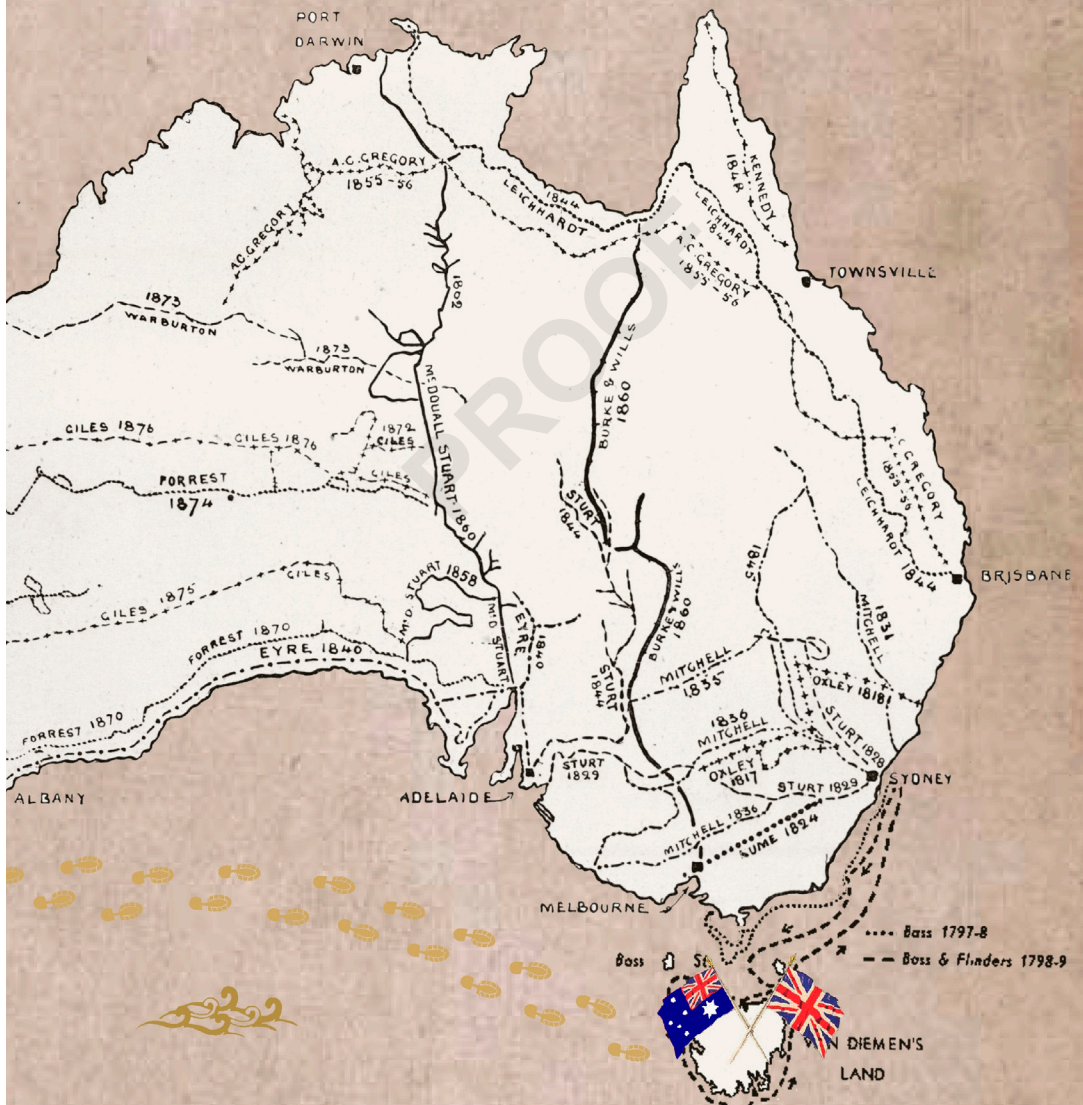 PORT
DARWIN
A.C. GREGORY
1855-56
1844
LEICHHARDT
KENNEDY
1848
LEICHHARDT
1844
A.C. GREGORY
1855-56
A.C. GREGORY
TOWNSVILLE
1802
1873
WARBURTON
1873
WARBURTON
BURKE & WILLS
1860
McDOUALL STUART 1860
PROOF
GILES 1876
GILES 1876
1872
GILES
GILES
FORREST
1874
A.C. GREGORY
1855-56
LEICHHARDT 1844
STURT
1844
BRISBANE
1845
McD. STUART 1858
GILES
GILES 1875
McD. STUART
EYRE
1840
BURKE & WILLS
1860
1831
MITCHELL
FORREST 1870
EYRE 1840
STURT
1844
MITCHELL
1835
OXLEY 1818
FORREST 1870
1836
MITCHELL
STURT 1828
STURT
1829
OXLEY
1817
STURT 1829
SYDNEY
ALBANY
ADELAIDE
MITCHELL 1836
HUME 1824
MELBOURNE
Bass 1797-8
Bass
Bass & Flinders 1798-9
DIEMEN'S
LAND